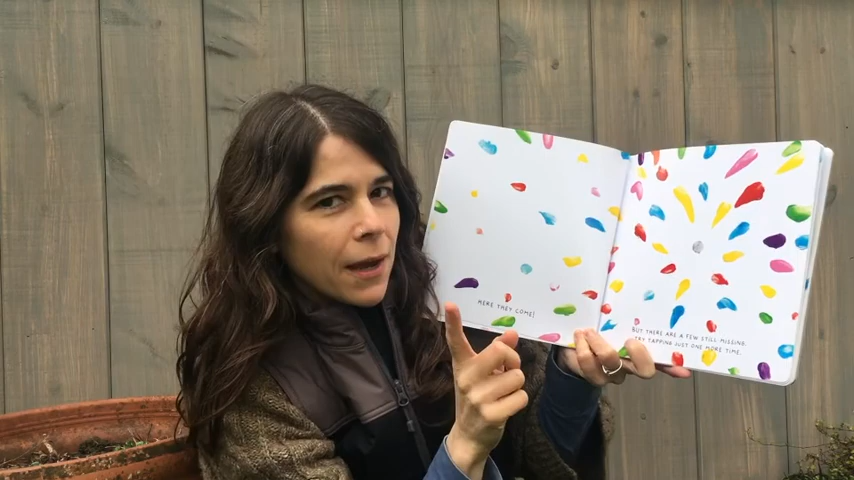 HERE THEY COME!
BUT THERE ARE A FEW STILL MISSING.
TRY TAPPING JUST ONE MORE TIME.